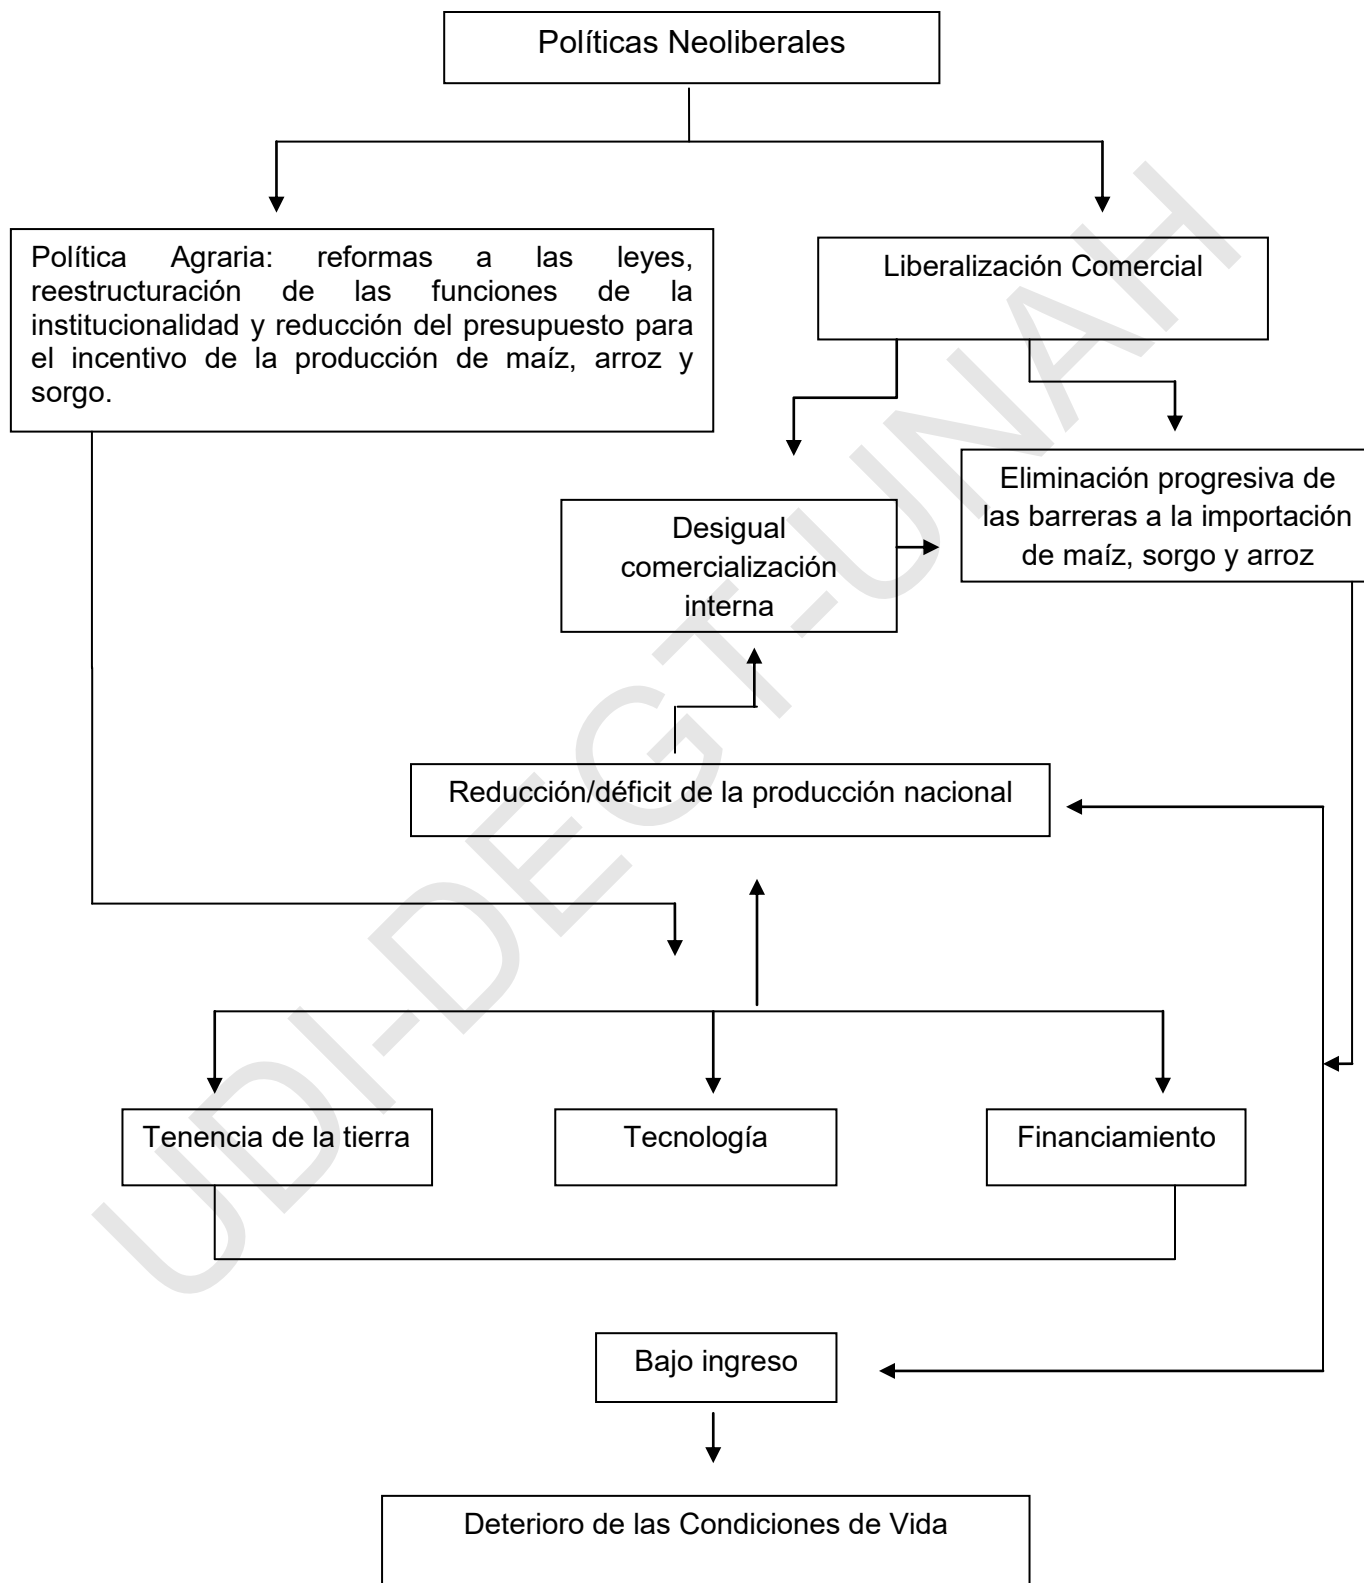 Políticas Neoliberales
Política Agraria: reformas a las leyes,
reestructuración de las funciones de la
institucionalidad y reducción del presupuesto para
el incentivo de la producción de maíz, arroz y
sorgo.
Liberalización Comercial
Desigual
comercialización
interna
Eliminación progresiva de
las barreras a la importación
de maíz, sorgo y arroz
Reducción/déficit de la producción nacional
Tenencia de la tierra
Tecnología
Financiamiento
Bajo ingreso
Deterioro de las Condiciones de Vida
UDI-DEGT-UNAH